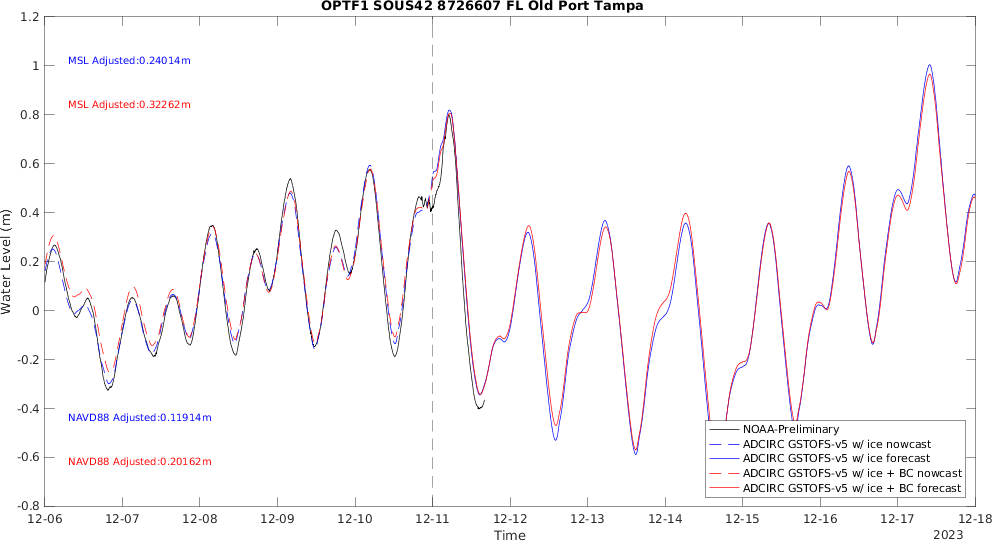 OPTF1 SOUS42 8726607 FL Old Port Tampa
1.2
1
0.8
0.6
0.4
0.2
0
-0.2
-0.4
-0.6
-0.8
Water Level (m)
MSL Adjusted:0.24014m
MSL Adjusted:0.32262m
NAVD88 Adjusted:0.11914m
NAVD88 Adjusted:0.20162m
NOAA-Preliminary
ADCIRC GSTOFS-v5 w/ ice nowcast
ADCIRC GSTOFS-v5 w/ ice forecast
ADCIRC GSTOFS-v5 w/ ice + BC nowcast
ADCIRC GSTOFS-v5 w/ ice + BC forecast
12-06 12-07 12-08 12-09 12-10 12-11 12-12 12-13 12-14 12-15 12-16 12-17 12-18
Time
2023